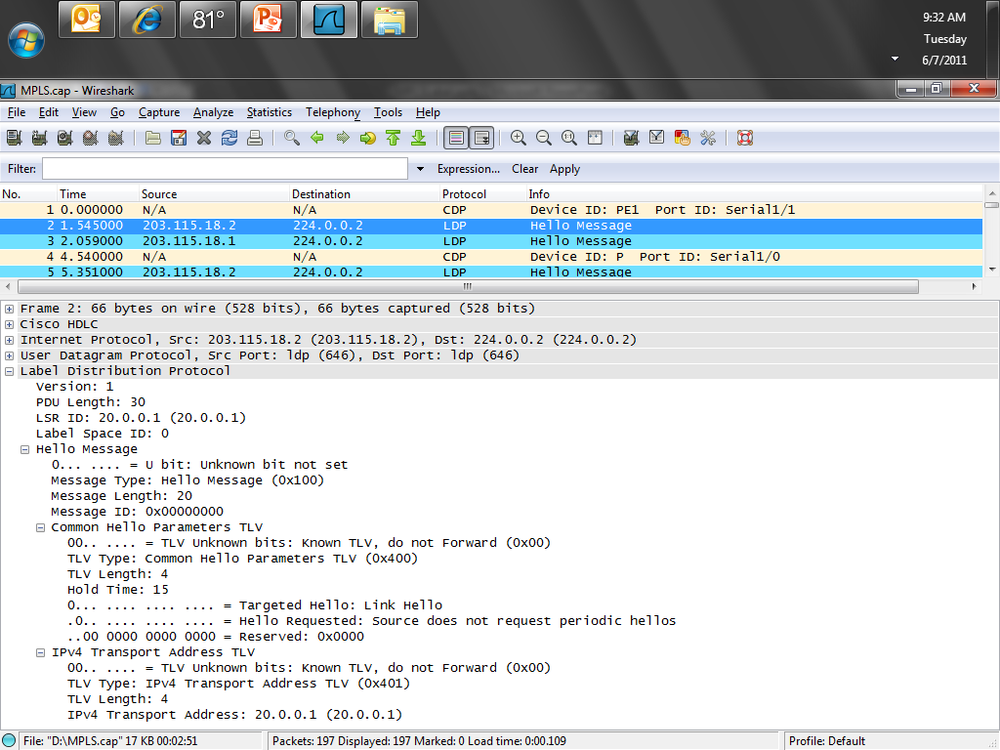 81°
9:32 AM
Tuesday
6/7/2011
MPLS.cap - Wireshark
File Edit View Go Capture Analyze Statistics Telephony Tools Help
Filter: Expression... Clear Apply
No. Time Source Destination Protocol Info
1 0.000000 N/A N/A CDP Device ID: PE1 Port ID: Serial1/1
2 1.545000 203.115.18.2 224.0.0.2 LDP Hello Message
3 2.059000 203.115.18.1 224.0.0.2 LDP Hello Message
4 4.540000 N/A N/A CDP Device ID: P Port ID: Serial1/0
5 5.351000 203.115.18.2 224.0.0.2 LDP Hello Message
Frame 2: 66 bytes on wire (528 bits), 66 bytes captured (528 bits)
Cisco HDLC
Internet Protocol, Src: 203.115.18.2 (203.115.18.2), Dst: 224.0.0.2 (224.0.0.2)
User Datagram Protocol, Src Port: ldp (646), Dst Port: ldp (646)
Label Distribution Protocol
Version: 1
PDU Length: 30
LSR ID: 20.0.0.1 (20.0.0.1)
Label Space ID: 0
Hello Message
0... .... = U bit: Unknown bit not set
Message Type: Hello Message (0x100)
Message Length: 20
Message ID: 0x00000000
Common Hello Parameters TLV
00.. .... = TLV Unknown bits: Known TLV, do not Forward (0x00)
TLV Type: Common Hello Parameters TLV (0x400)
TLV Length: 4
Hold Time: 15
0... .... .... .... = Targeted Hello: Link Hello
.0.. .... .... .... = Hello Requested: Source does not request periodic hellos
..00 0000 0000 0000 = Reserved: 0x0000
IPv4 Transport Address TLV
00.. .... = TLV Unknown bits: Known TLV, do not Forward (0x00)
TLV Type: IPv4 Transport Address TLV (0x401)
TLV Length: 4
IPv4 Transport Address: 20.0.0.1 (20.0.0.1)
File: "D:\MPLS.cap" 17 KB 00:02:51 Packets: 197 Displayed: 197 Marked: 0 Load time: 0:00.109 Profile: Default